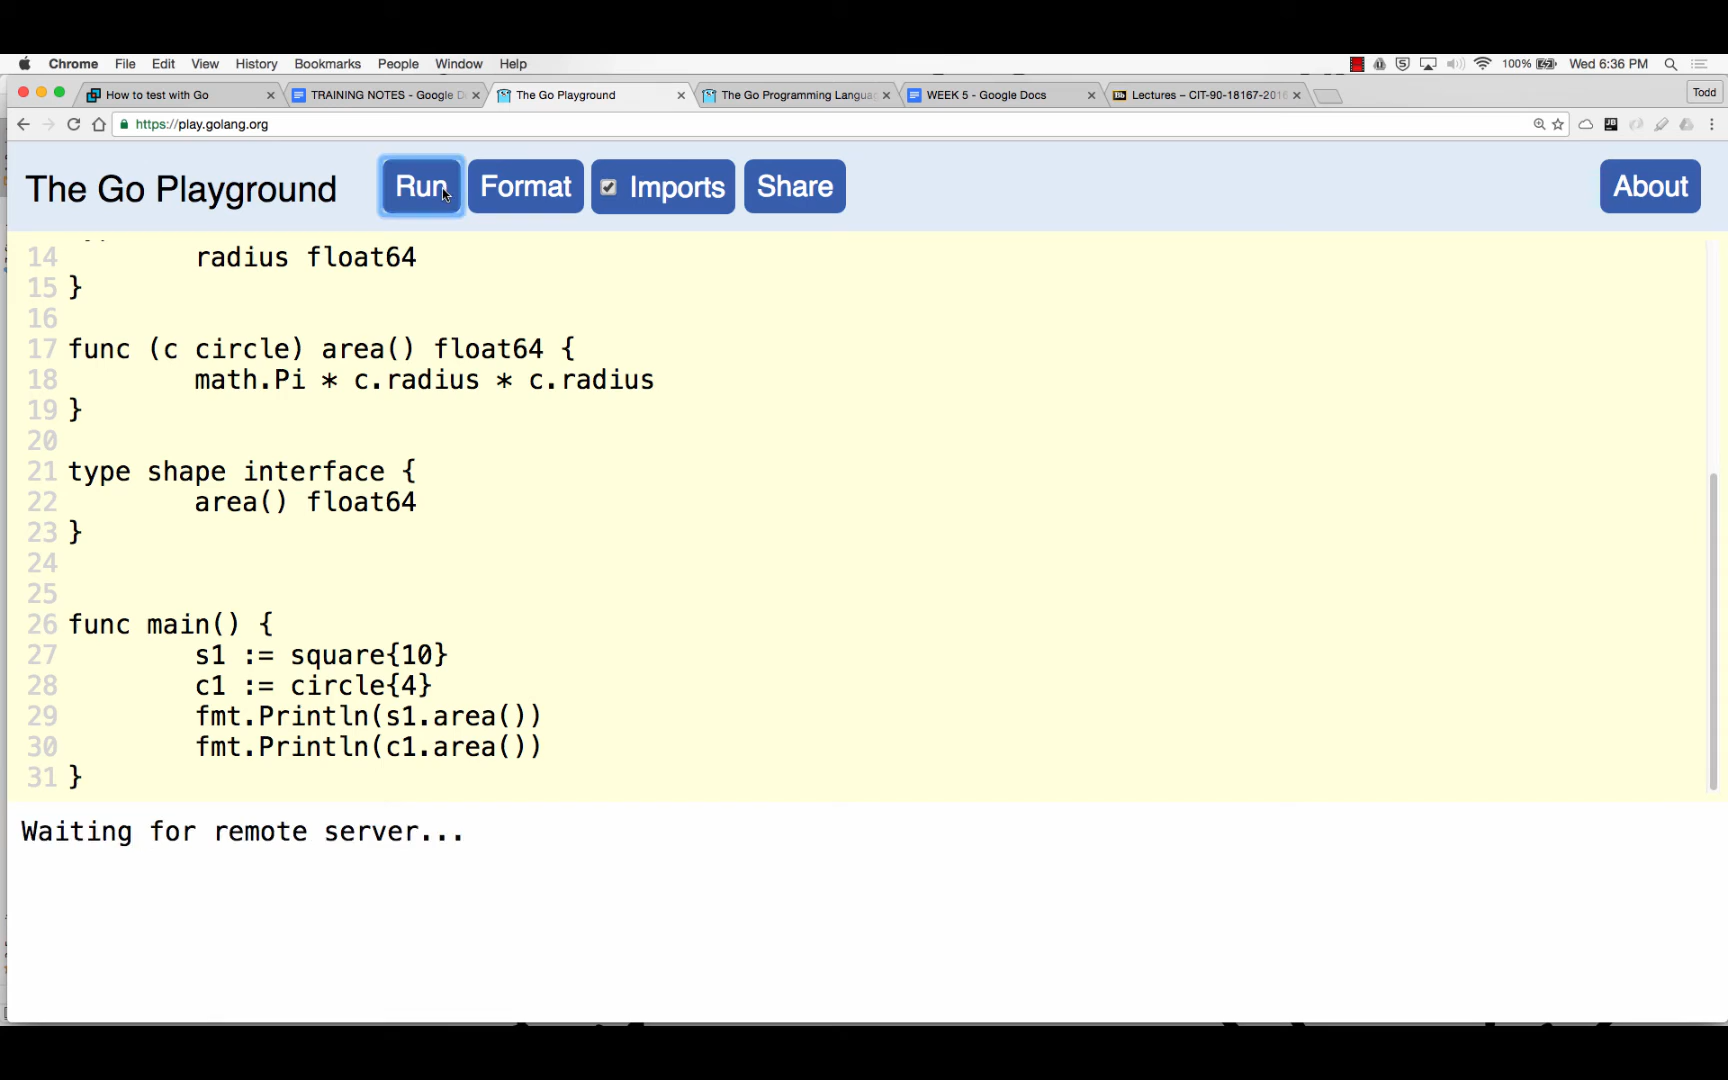 Chrome File Edit View History Bookmarks People Window Help 100% Wed 6:36 PM
How to test with Go TRAINING NOTES - Google D The Go Playground The Go Programming Langua WEEK 5 - Google Docs Lectures – CIT-90-18167-201 Todd
https://play.golang.org
The Go Playground Run Format Imports Share About
14 radius float64
15 }
16
17 func (c circle) area() float64 {
18 math.Pi * c.radius * c.radius
19 }
20
21 type shape interface {
22 area() float64
23 }
24
25
26 func main() {
27 s1 := square{10}
28 c1 := circle{4}
29 fmt.Println(s1.area())
30 fmt.Println(c1.area())
31 }
Waiting for remote server...